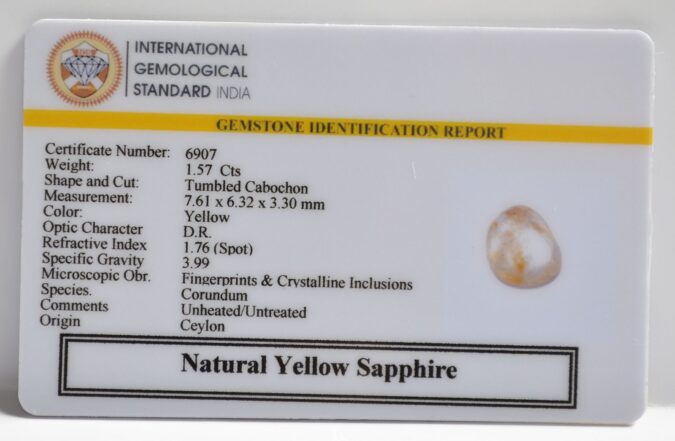 INTERNATIONAL
GEMOLOGICAL
STANDARD INDIA
GEMSTONE IDENTIFICATION REPORT
Certificate Number: 6907
Weight: 1.57 Cts
Shape and Cut: Tumbled Cabochon
Measurement: 7.61 x 6.32 x 3.30 mm
Color: Yellow
Optic Character D.R.
Refractive Index 1.76 (Spot)
Specific Gravity 3.99
Microscopic Obr. Fingerprints & Crystalline Inclusions
Species. Corundum
Comments Unheated/Untreated
Origin Ceylon
Natural Yellow Sapphire